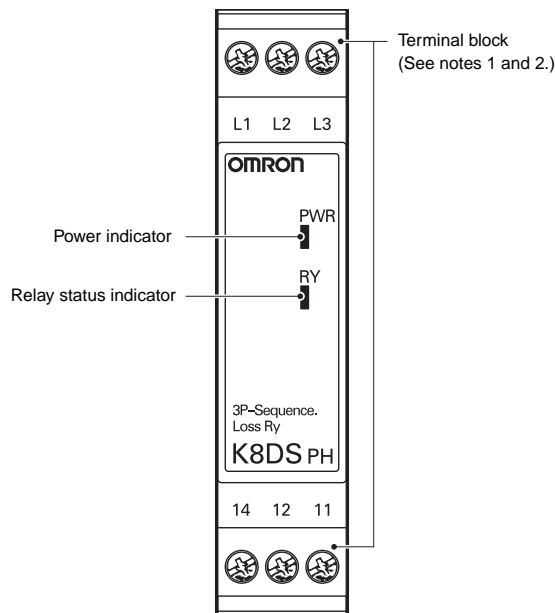 Terminal block
(See notes 1 and 2.)
L1 L2 L3
OMRON
PWR
Power indicator
RY
Relay status indicator
3P–Sequence.
Loss Ry
K8DS PH
14 12 11